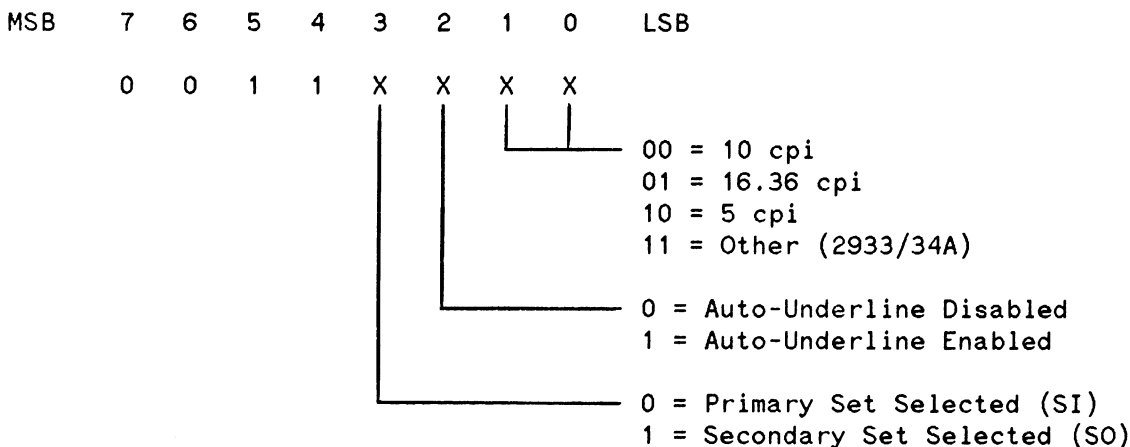 MSB 7 6 5 4 3 2 1 0 LSB
0 0 1 1 X X X X
00 = 10 cpi
01 = 16.36 cpi
10 = 5 cpi
11 = Other (2933/34A)
0 = Auto-Underline Disabled
1 = Auto-Underline Enabled
0 = Primary Set Selected (SI)
1 = Secondary Set Selected (SO)